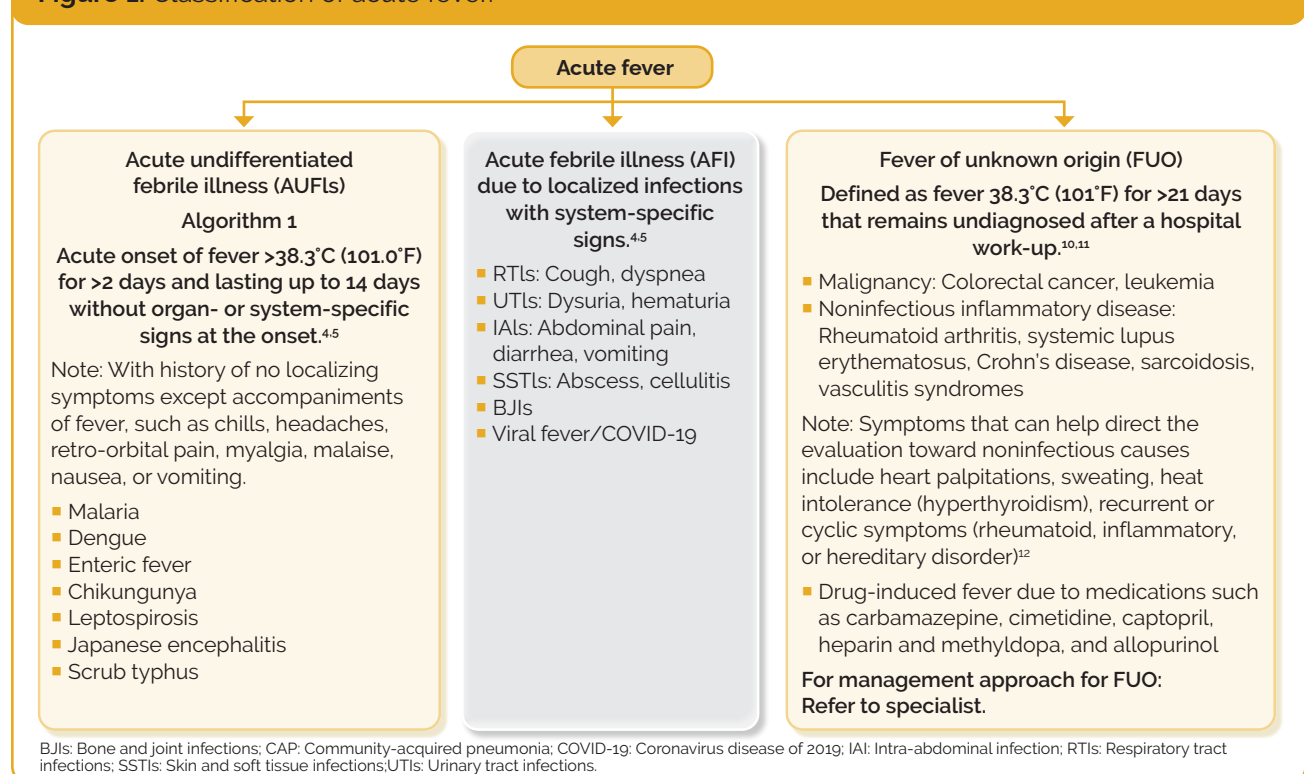 Acute fever
Acute undifferentiated
febrile illness (AUFIs)
Algorithm 1
Acute onset of fever >38.3°C (101.0°F)
for >2 days and lasting up to 14 days
without organ- or system-specific
signs at the onset.4,5
Note: With history of no localizing
symptoms except accompaniments
of fever, such as chills, headaches,
retro-orbital pain, myalgia, malaise,
nausea, or vomiting.
■ Malaria
■ Dengue
■ Enteric fever
■ Chikungunya
■ Leptospirosis
■ Japanese encephalitis
■ Scrub typhus
Acute febrile illness (AFI)
due to localized infections
with system-specific
signs.4,5
■ RTIs: Cough, dyspnea
■ UTIs: Dysuria, hematuria
■ IAIs: Abdominal pain,
diarrhea, vomiting
■ SSTIs: Abscess, cellulitis
■ BJIs
■ Viral fever/COVID-19
Fever of unknown origin (FUO)
Defined as fever 38.3°C (101°F) for >21 days
that remains undiagnosed after a hospital
work-up.10,11
■ Malignancy: Colorectal cancer, leukemia
■ Noninfectious inflammatory disease:
Rheumatoid arthritis, systemic lupus
erythematosus, Crohn's disease, sarcoidosis,
vasculitis syndromes
Note: Symptoms that can help direct the
evaluation toward noninfectious causes
include heart palpitations, sweating, heat
intolerance (hyperthyroidism), recurrent or
cyclic symptoms (rheumatoid, inflammatory,
or hereditary disorder)12
■ Drug-induced fever due to medications such
as carbamazepine, cimetidine, captopril,
heparin and methyldopa, and allopurinol
For management approach for FUO:
Refer to specialist.
BJIs: Bone and joint infections; CAP: Community-acquired pneumonia; COVID-19: Coronavirus disease of 2019; IAI: Intra-abdominal infection; RTIs: Respiratory tract
infections; SSTIs: Skin and soft tissue infections;UTIs: Urinary tract infections.